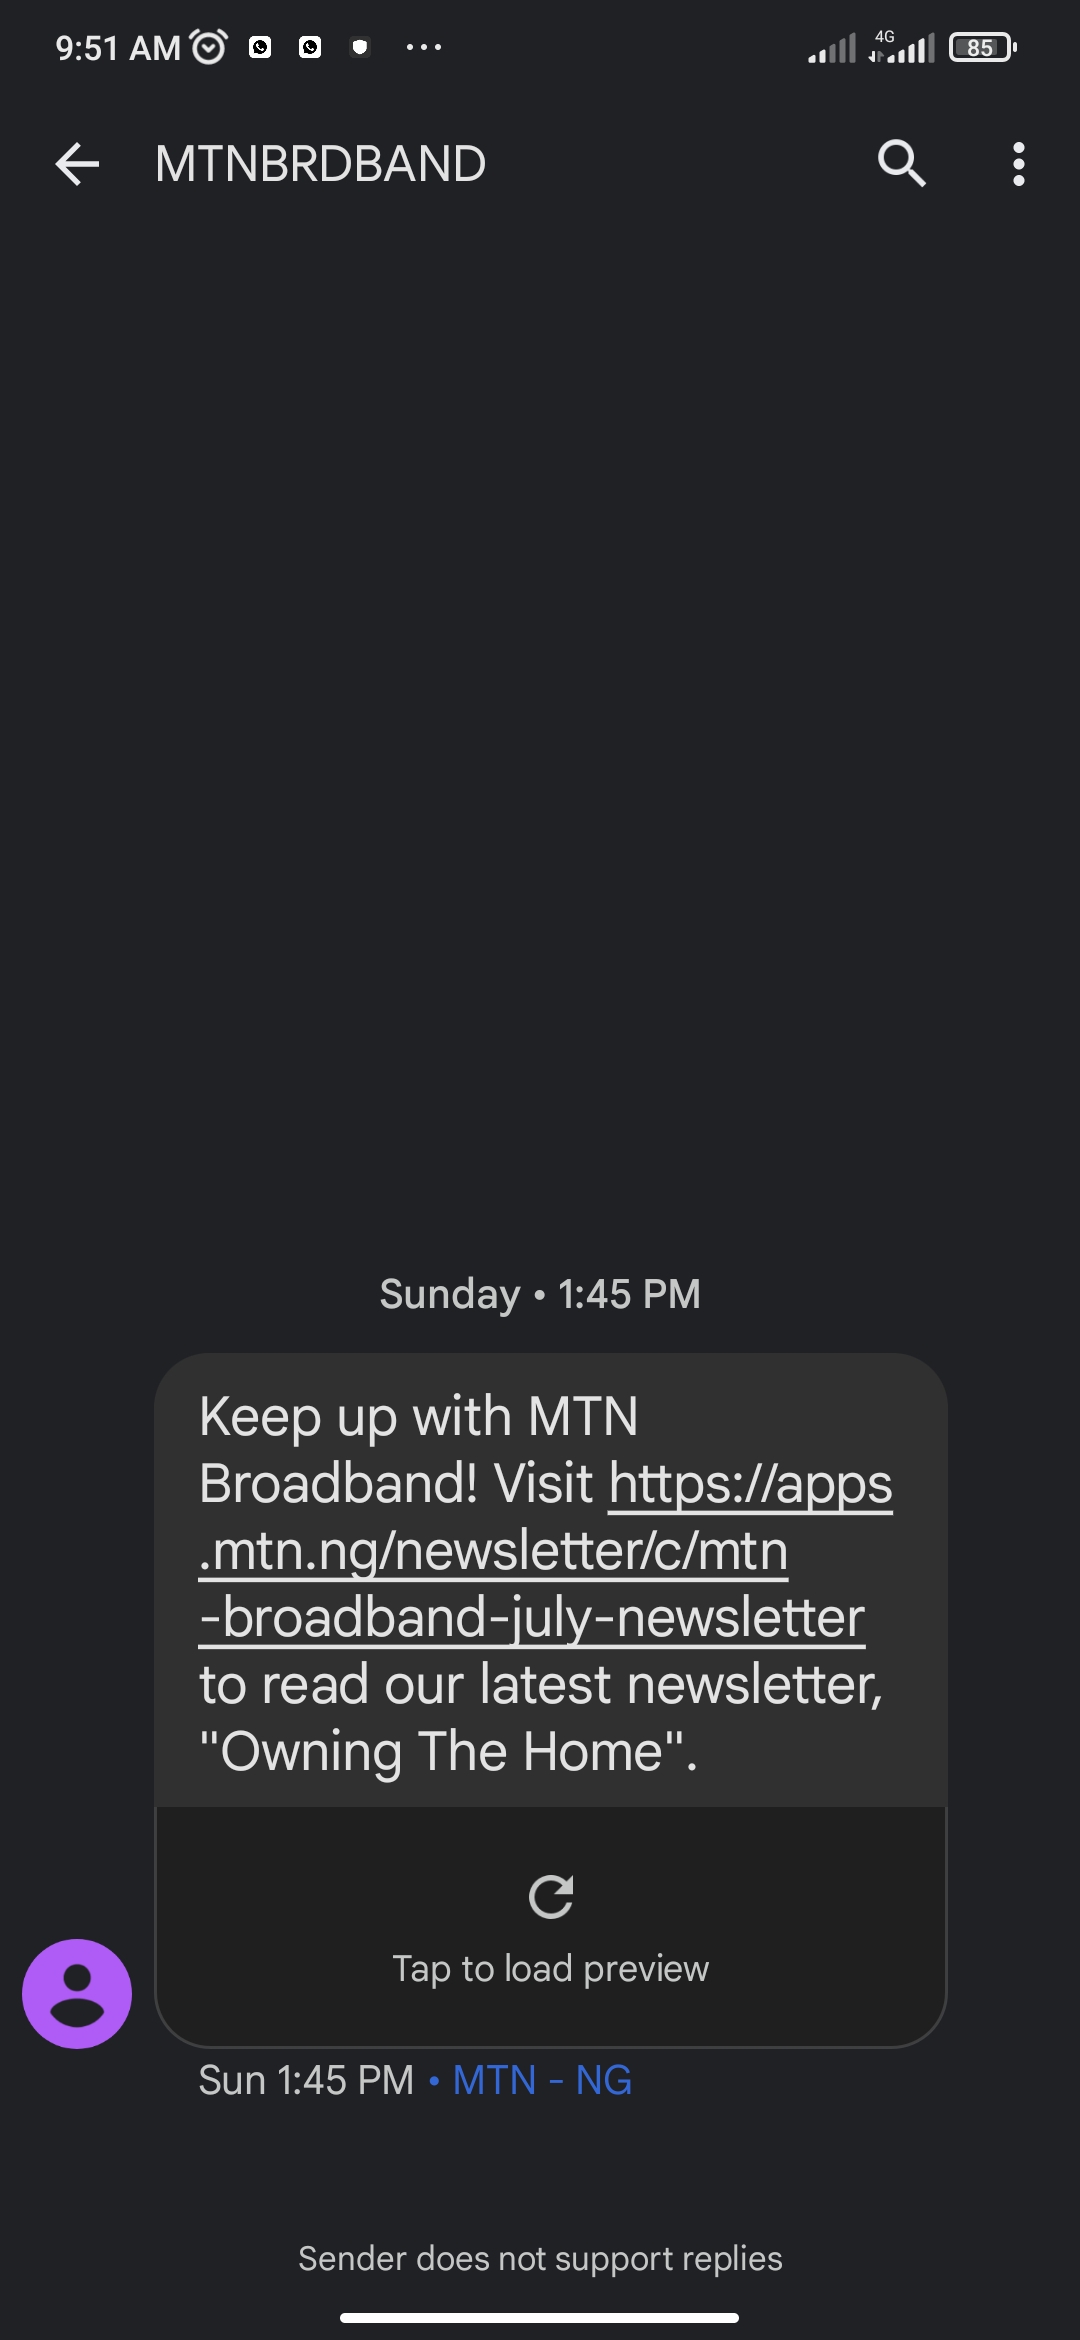 9:51 AM
4G
85
MTNBRDBAND
Sunday • 1:45 PM
Keep up with MTN
Broadband! Visit https://apps
.mtn.ng/newsletter/c/mtn
-broadband-july-newsletter
to read our latest newsletter,
"Owning The Home".
Tap to load preview
Sun 1:45 PM • MTN - NG
Sender does not support replies